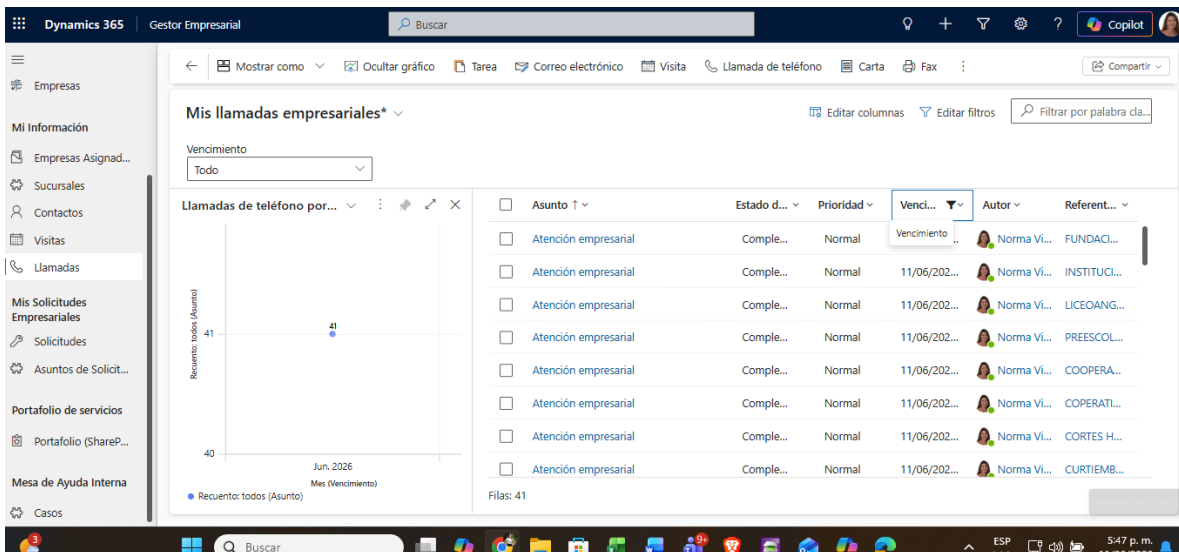 Dynamics 365 Gestor Empresarial Buscar Copilot
Mostrar como Ocultar gráfico Tarea Correo electrónico Visita Llamada de teléfono Carta Fax Compartir
Empresas
Mi Información
Empresas Asignad...
Sucursales
Contactos
Visitas
Llamadas
Mis Solicitudes
Empresariales
Solicitudes
Asuntos de Solicit...
Portafolio de servicios
Portafolio (ShareP...
Mesa de Ayuda Interna
Casos
Mis llamadas empresariales*
Editar columnas Editar filtros Filtrar por palabra cla...
Vencimiento
Todo
Llamadas de teléfono por...
Recuento: todos (Asunto)
41
41
40
Jun. 2026
Mes (Vencimiento)
Recuento: todos (Asunto)
Asunto Estado d... Prioridad Venci... Autor Referent...
Vencimiento
Atención empresarial Comple... Normal Norma Vi... FUNDACI...
Atención empresarial Comple... Normal 11/06/202... Norma Vi... INSTITUCI...
Atención empresarial Comple... Normal 11/06/202... Norma Vi... LICEOANG...
Atención empresarial Comple... Normal 11/06/202... Norma Vi... PREESCOL...
Atención empresarial Comple... Normal 11/06/202... Norma Vi... COOPERA...
Atención empresarial Comple... Normal 11/06/202... Norma Vi... COPERATI...
Atención empresarial Comple... Normal 11/06/202... Norma Vi... CORTES H...
Atención empresarial Comple... Normal 11/06/202... Norma Vi... CURTIEMB...
Filas: 41
3
Buscar
9+
ESP
5:47 p. m.